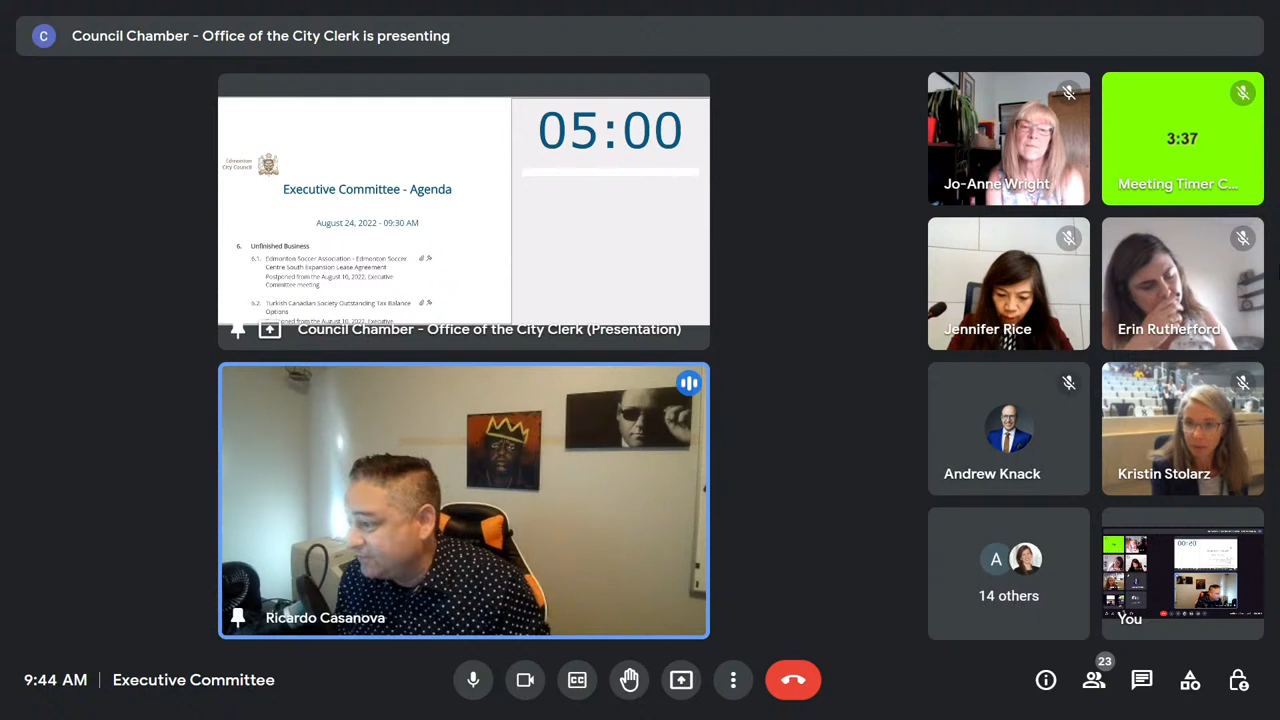 C
Council Chamber - Office of the City Clerk is presenting
Edmonton
City Council
Executive Committee - Agenda
August 24, 2022 - 09:30 AM
6. Unfinished Business
6.1. Edmonton Soccer Association - Edmonton Soccer
Centre South Expansion Lease Agreement
Postponed from the August 10, 2022, Executive
Committee meeting
6.2. Turkish Canadian Society Outstanding Tax Balance
Options
05:00
Council Chamber - Office of the City Clerk (Presentation)
Ricardo Casanova
Jo-Anne Wright
3:37
Meeting Timer C...
Jennifer Rice
Erin Rutherford
Andrew Knack
Kristin Stolarz
A
14 others
You
9:44 AM | Executive Committee
CC
23